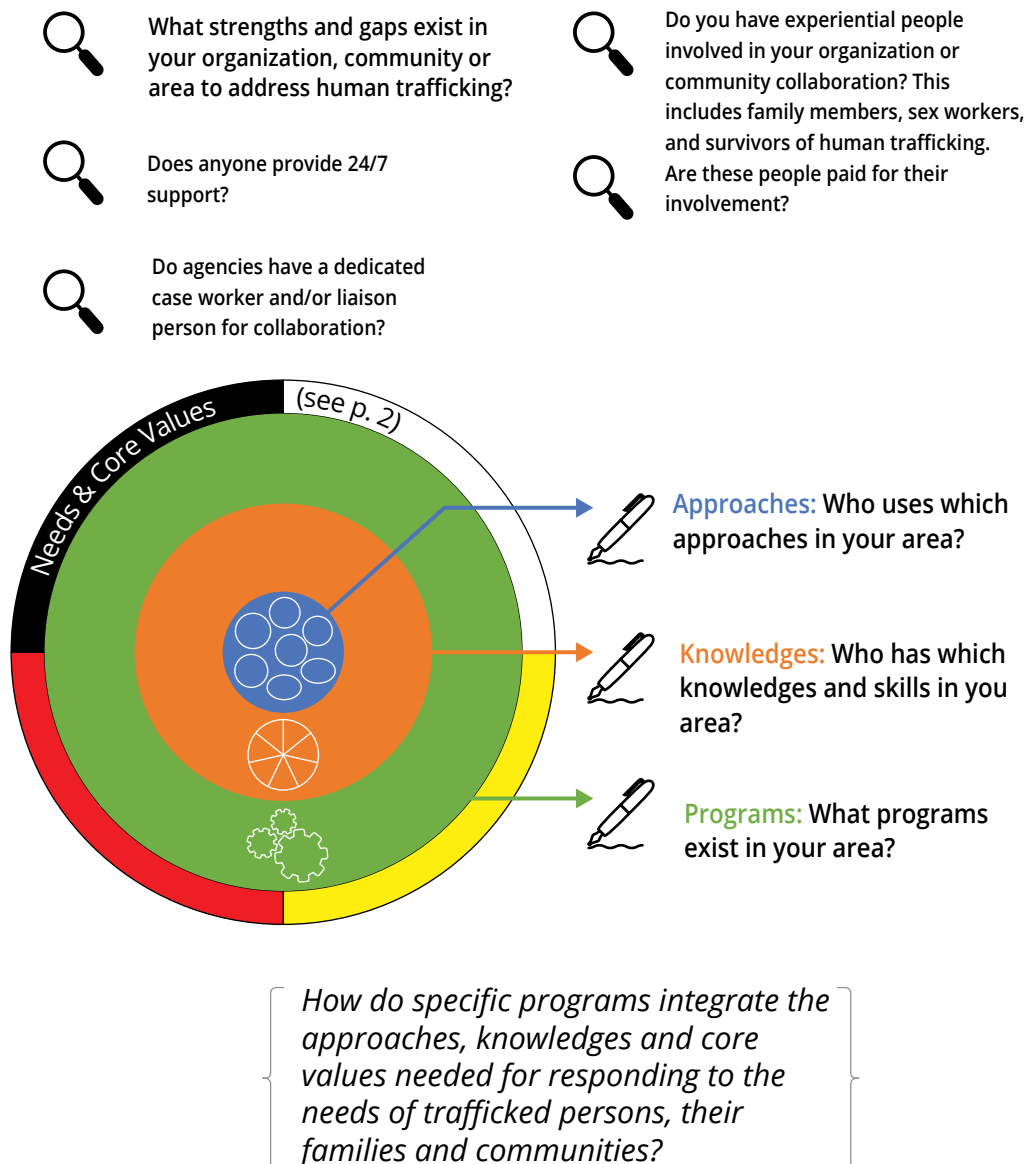 What strengths and gaps exist in
your organization, community or
area to address human trafficking?
Does anyone provide 24/7
support?
Do agencies have a dedicated
case worker and/or liaison
person for collaboration?
Do you have experiential people
involved in your organization or
community collaboration? This
includes family members, sex workers,
and survivors of human trafficking.
Are these people paid for their
involvement?
Needs & Core Values
(see p. 2)
Approaches: Who uses which
approaches in your area?
Knowledges: Who has which
knowledges and skills in you
area?
Programs: What programs
exist in your area?
How do specific programs integrate the
approaches, knowledges and core
values needed for responding to the
needs of trafficked persons, their
families and communities?